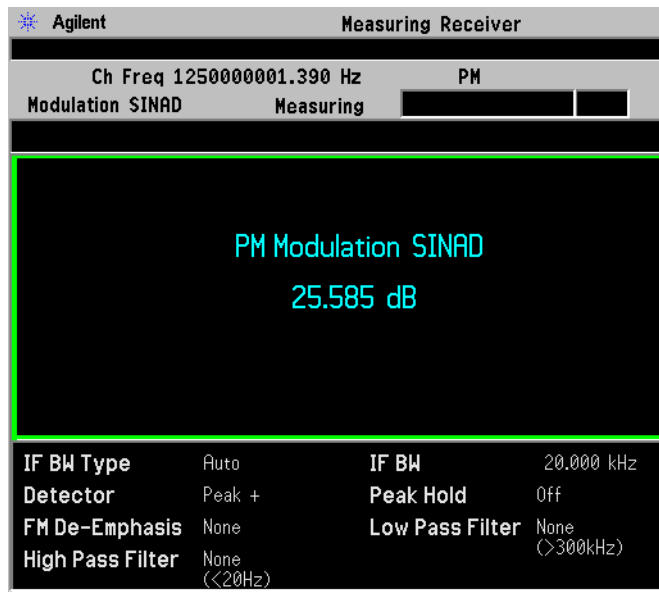 Agilent Measuring Receiver
Ch Freq 1250000001.390 Hz PM
Modulation SINAD Measuring
PM Modulation SINAD
25.585 dB
IF BW Type Auto IF BW 20.000 kHz
Detector Peak + Peak Hold Off
FM De-Emphasis None Low Pass Filter None
(>300kHz)
High Pass Filter None
(<20Hz)